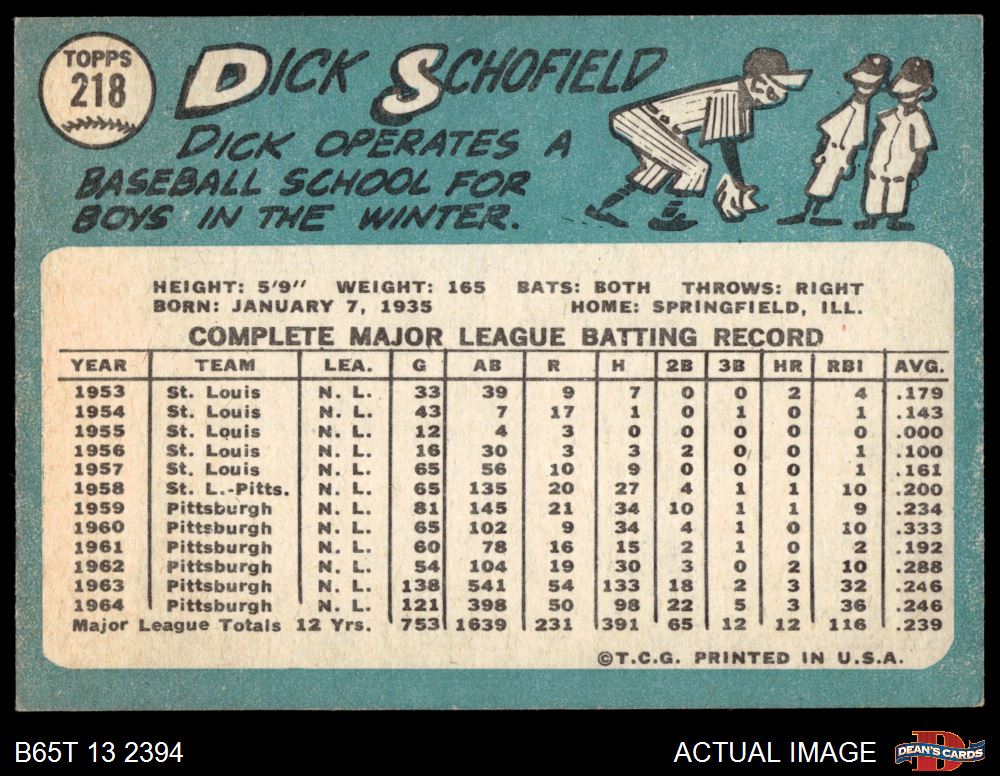 TOPPS
218
DICK SCHOFIELD
DICK OPERATES A
BASEBALL SCHOOL FOR
BOYS IN THE WINTER.
HEIGHT: 5'9" WEIGHT: 165 BATS: BOTH THROWS: RIGHT
BORN: JANUARY 7, 1935 HOME: SPRINGFIELD, ILL.
COMPLETE MAJOR LEAGUE BATTING RECORD
YEAR TEAM LEA. G AB R H 2B 3B HR RBI AVG.
1953 St. Louis N. L. 33 39 9 7 0 0 2 4 .179
1954 St. Louis N. L. 43 7 17 1 0 1 0 1 .143
1955 St. Louis N. L. 12 4 3 0 0 0 0 0 .000
1956 St. Louis N. L. 16 30 3 3 2 0 0 1 .100
1957 St. Louis N. L. 65 56 10 9 0 0 0 1 .161
1958 St. L.-Pitts. N. L. 65 135 20 27 4 1 1 10 .200
1959 Pittsburgh N. L. 81 145 21 34 10 1 1 9 .234
1960 Pittsburgh N. L. 65 102 9 34 4 1 0 10 .333
1961 Pittsburgh N. L. 60 78 16 15 2 1 0 2 .192
1962 Pittsburgh N. L. 54 104 19 30 3 0 2 10 .288
1963 Pittsburgh N. L. 138 541 54 133 18 2 3 32 .246
1964 Pittsburgh N. L. 121 398 50 98 22 5 3 36 .246
Major League Totals 12 Yrs. 753 1639 231 391 65 12 12 116 .239
©T.C.G. PRINTED IN U.S.A.
B65T 13 2394 ACTUAL IMAGE DEAN'S CARDS